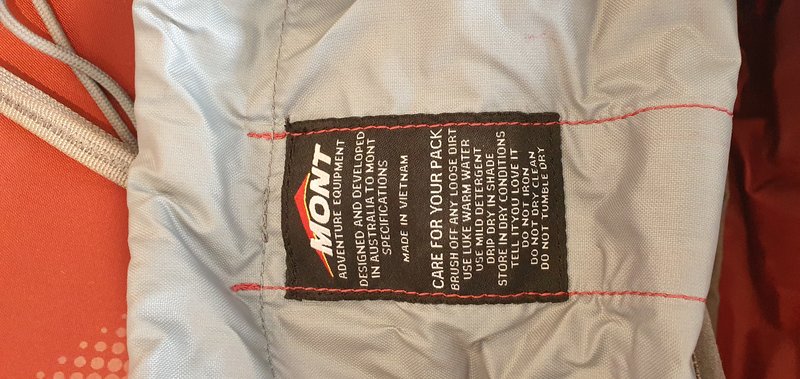 MONT
ADVENTURE EQUIPMENT
DESIGNED AND DEVELOPED
IN AUSTRALIA TO MONT
SPECIFICATIONS
MADE IN VIETNAM
CARE FOR YOUR PACK
BRUSH OFF ANY LOOSE DIRT
USE LUKE WARM WATER
USE MILD DETERGENT
DRIP DRY IN SHADE
STORE IN DRY CONDITIONS
TELL IT YOU LOVE IT
DO NOT IRON
DO NOT DRY CLEAN
DO NOT TUMBLE DRY